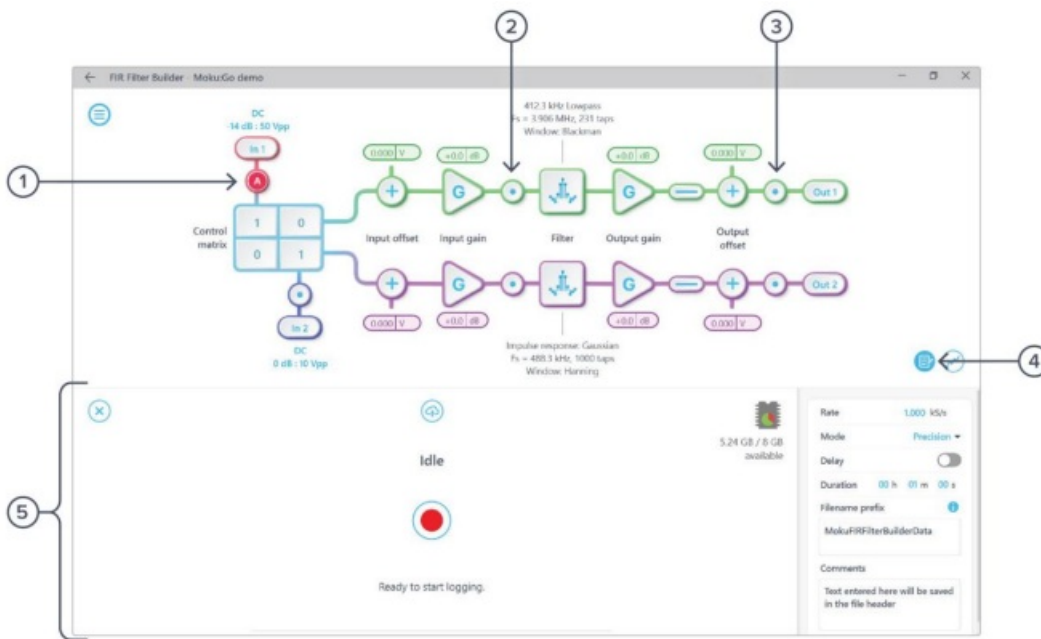 2
3
FIR Filter Builder - Moku:Go demo
DC
-14 dB : 50 Vpp
412.3 kHz Lowpass
Fs = 3.906 MHz, 231 taps
Window: Blackman
In 1
0.000 V
+0.0 dB
+0.0 dB
0.000 V
1
A
G
G
Out 1
1 0
Control
matrix
Input offset
Input gain
Filter
Output gain
Output
offset
0 1
G
G
Out 2
In 2
0.000 V
+0.0 dB
+0.0 dB
0.000 V
DC
0 dB : 10 Vpp
Impulse response: Gaussian
Fs = 488.3 kHz, 1000 taps
Window: Hanning
4
5
Idle
5.24 GB / 8 GB
available
Ready to start logging.
Rate 1.000 kS/s
Mode Precision
Delay
Duration 00 h 01 m 00 s
Filename prefix i
MokuFIRFilterBuilderData
Comments
Text entered here will be saved
in the file header